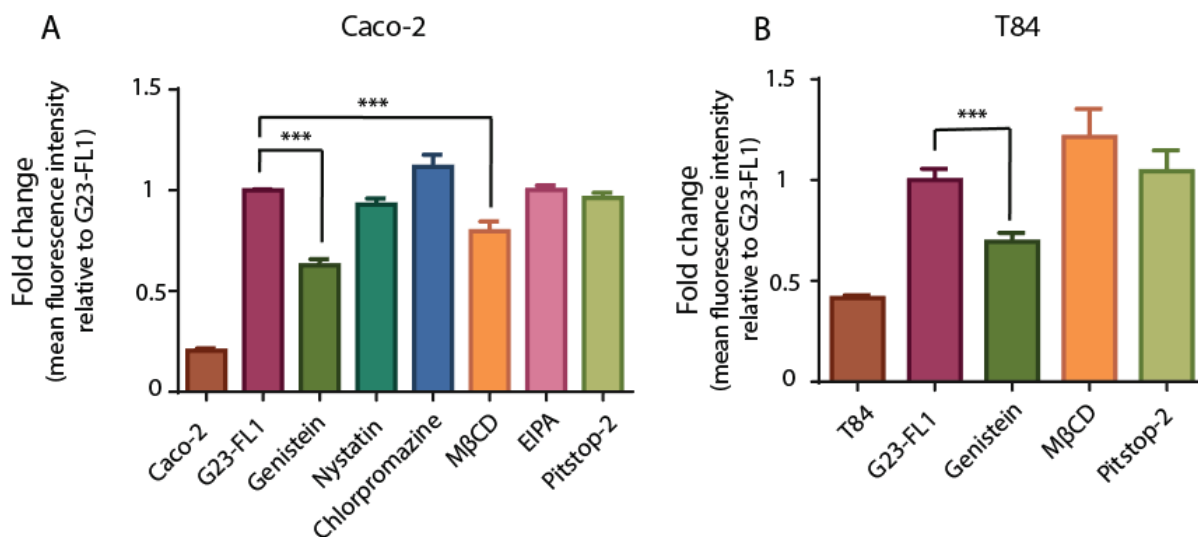 A
Caco-2
Fold change
(mean fluorescence intensity
relative to G23-FL1)
1.5
1
0.5
0
***
***
Caco-2
G23-FL1
Genistein
Nystatin
Chlorpromazine
MβCD
EIPA
Pitstop-2
B
T84
Fold change
(mean fluorescence intensity
relative to G23-FL1)
1.5
1
0.5
0
***
T84
G23-FL1
Genistein
MβCD
Pitstop-2